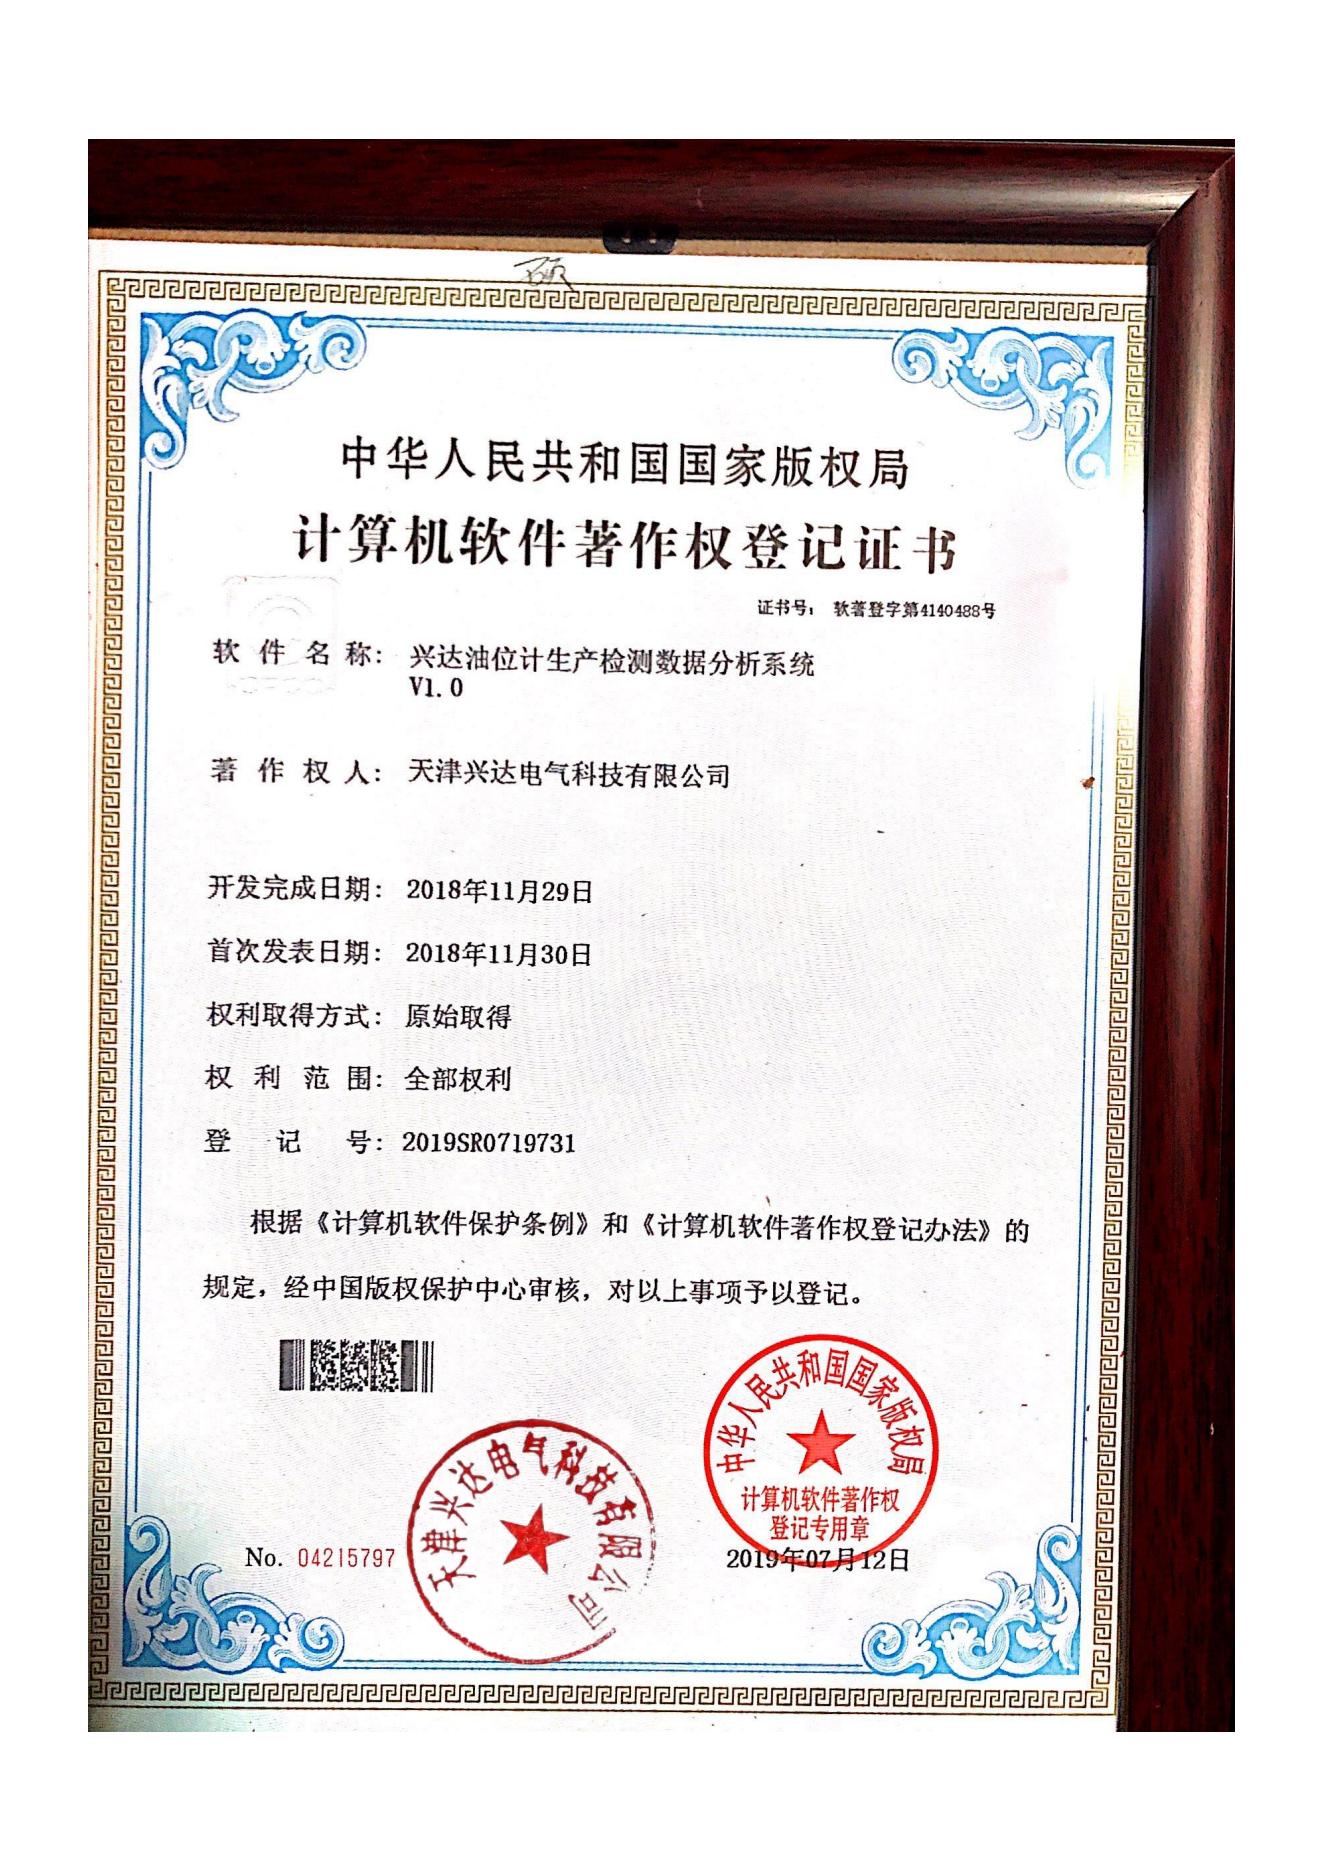 中华人民共和国国家版权局
计算机软件著作权登记证书
证书号: 软著登字第4140488号
软件名称: 兴达油位计生产检测数据分析系统
V1.0
著作权人: 天津兴达电气科技有限公司
开发完成日期: 2018年11月29日
首次发表日期: 2018年11月30日
权利取得方式: 原始取得
权利范围: 全部权利
登记号: 2019SR0719731
根据《计算机软件保护条例》和《计算机软件著作权登记办法》的
规定，经中国版权保护中心审核，对以上事项予以登记。
中华人民共和国国家版权局
计算机软件著作权
登记专用章
天津兴达电气科技有限公司
No. 04215797
2019年07月12日